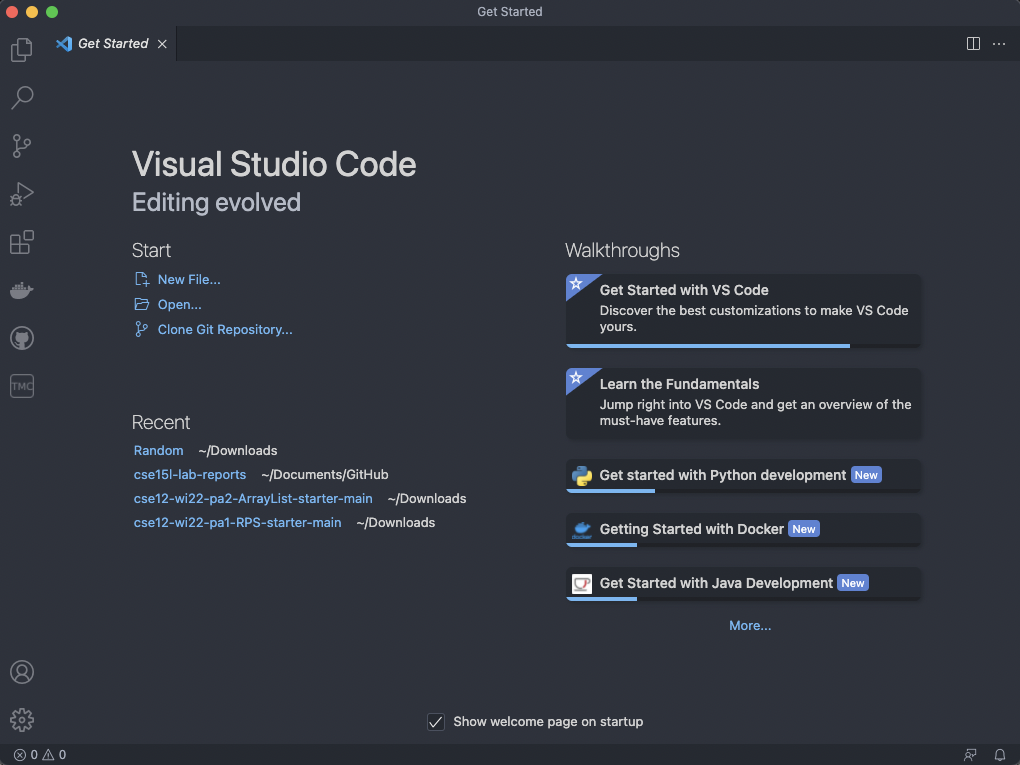 Get Started
Get Started
Visual Studio Code
Editing evolved
Start
New File...
Open...
Clone Git Repository...
Recent
Random ~/Downloads
cse15l-lab-reports ~/Documents/GitHub
cse12-wi22-pa2-ArrayList-starter-main ~/Downloads
cse12-wi22-pa1-RPS-starter-main ~/Downloads
Walkthroughs
Get Started with VS Code
Discover the best customizations to make VS Code
yours.
Learn the Fundamentals
Jump right into VS Code and get an overview of the
must-have features.
Get started with Python development New
docker
Getting Started with Docker New
Get Started with Java Development New
More...
TMC
Show welcome page on startup
0 0